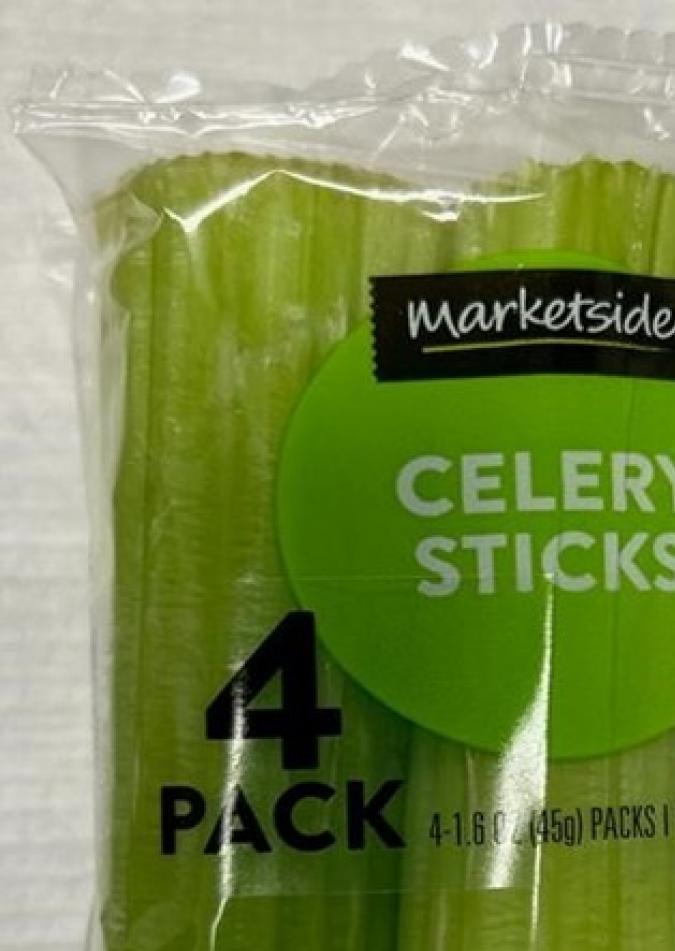 marketside
CELERY
STICKS
4
PACK
4-1.6 OZ (45g) PACKS |